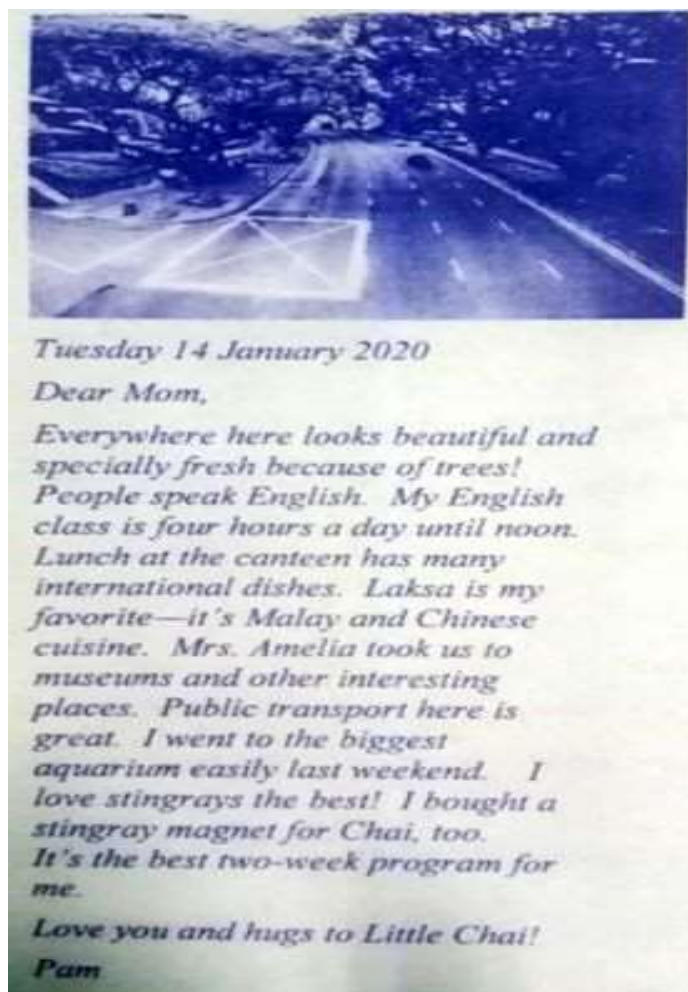 Tuesday 14 January 2020
Dear Mom,
Everywhere here looks beautiful and
specially fresh because of trees!
People speak English. My English
class is four hours a day until noon.
Lunch at the canteen has many
international dishes. Laksa is my
favorite—it's Malay and Chinese
cuisine. Mrs. Amelia took us to
museums and other interesting
places. Public transport here is
great. I went to the biggest
aquarium easily last weekend. I
love stingrays the best! I bought a
stingray magnet for Chai, too.
It's the best two-week program for
me.
Love you and hugs to Little Chai!
Pam